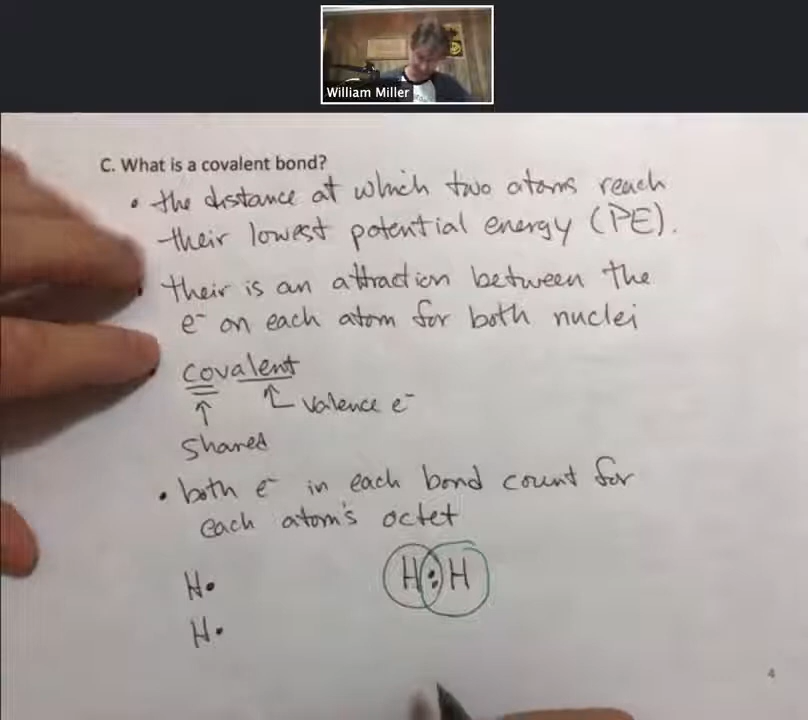 William Miller
C. What is a covalent bond?
• the distance at which two atoms reach
their lowest potential energy (PE).
• their is an attraction between the
e⁻ on each atom for both nuclei
covalent
↑ ↑ valence e⁻
shared
• both e⁻ in each bond count for
each atom's octet
H• H:H
H•
4